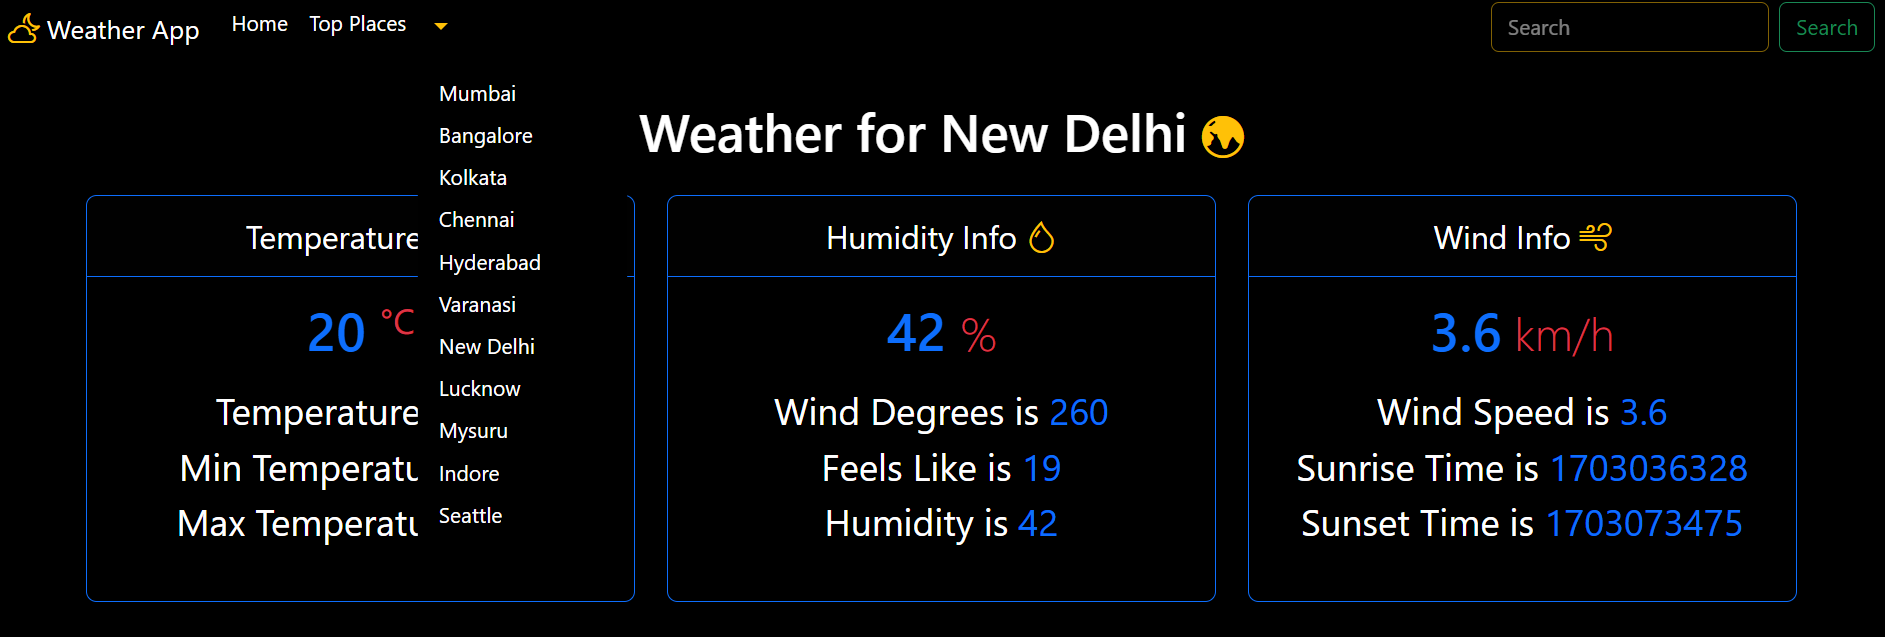 Weather App Home Top Places Search Search
Mumbai
Bangalore
Kolkata
Chennai
Hyderabad
Varanasi
New Delhi
Lucknow
Mysuru
Indore
Seattle
Weather for New Delhi
Temperature
20 °C
Temperature
Min Temperatu
Max Temperatu
Humidity Info
42 %
Wind Degrees is 260
Feels Like is 19
Humidity is 42
Wind Info
3.6 km/h
Wind Speed is 3.6
Sunrise Time is 1703036328
Sunset Time is 1703073475